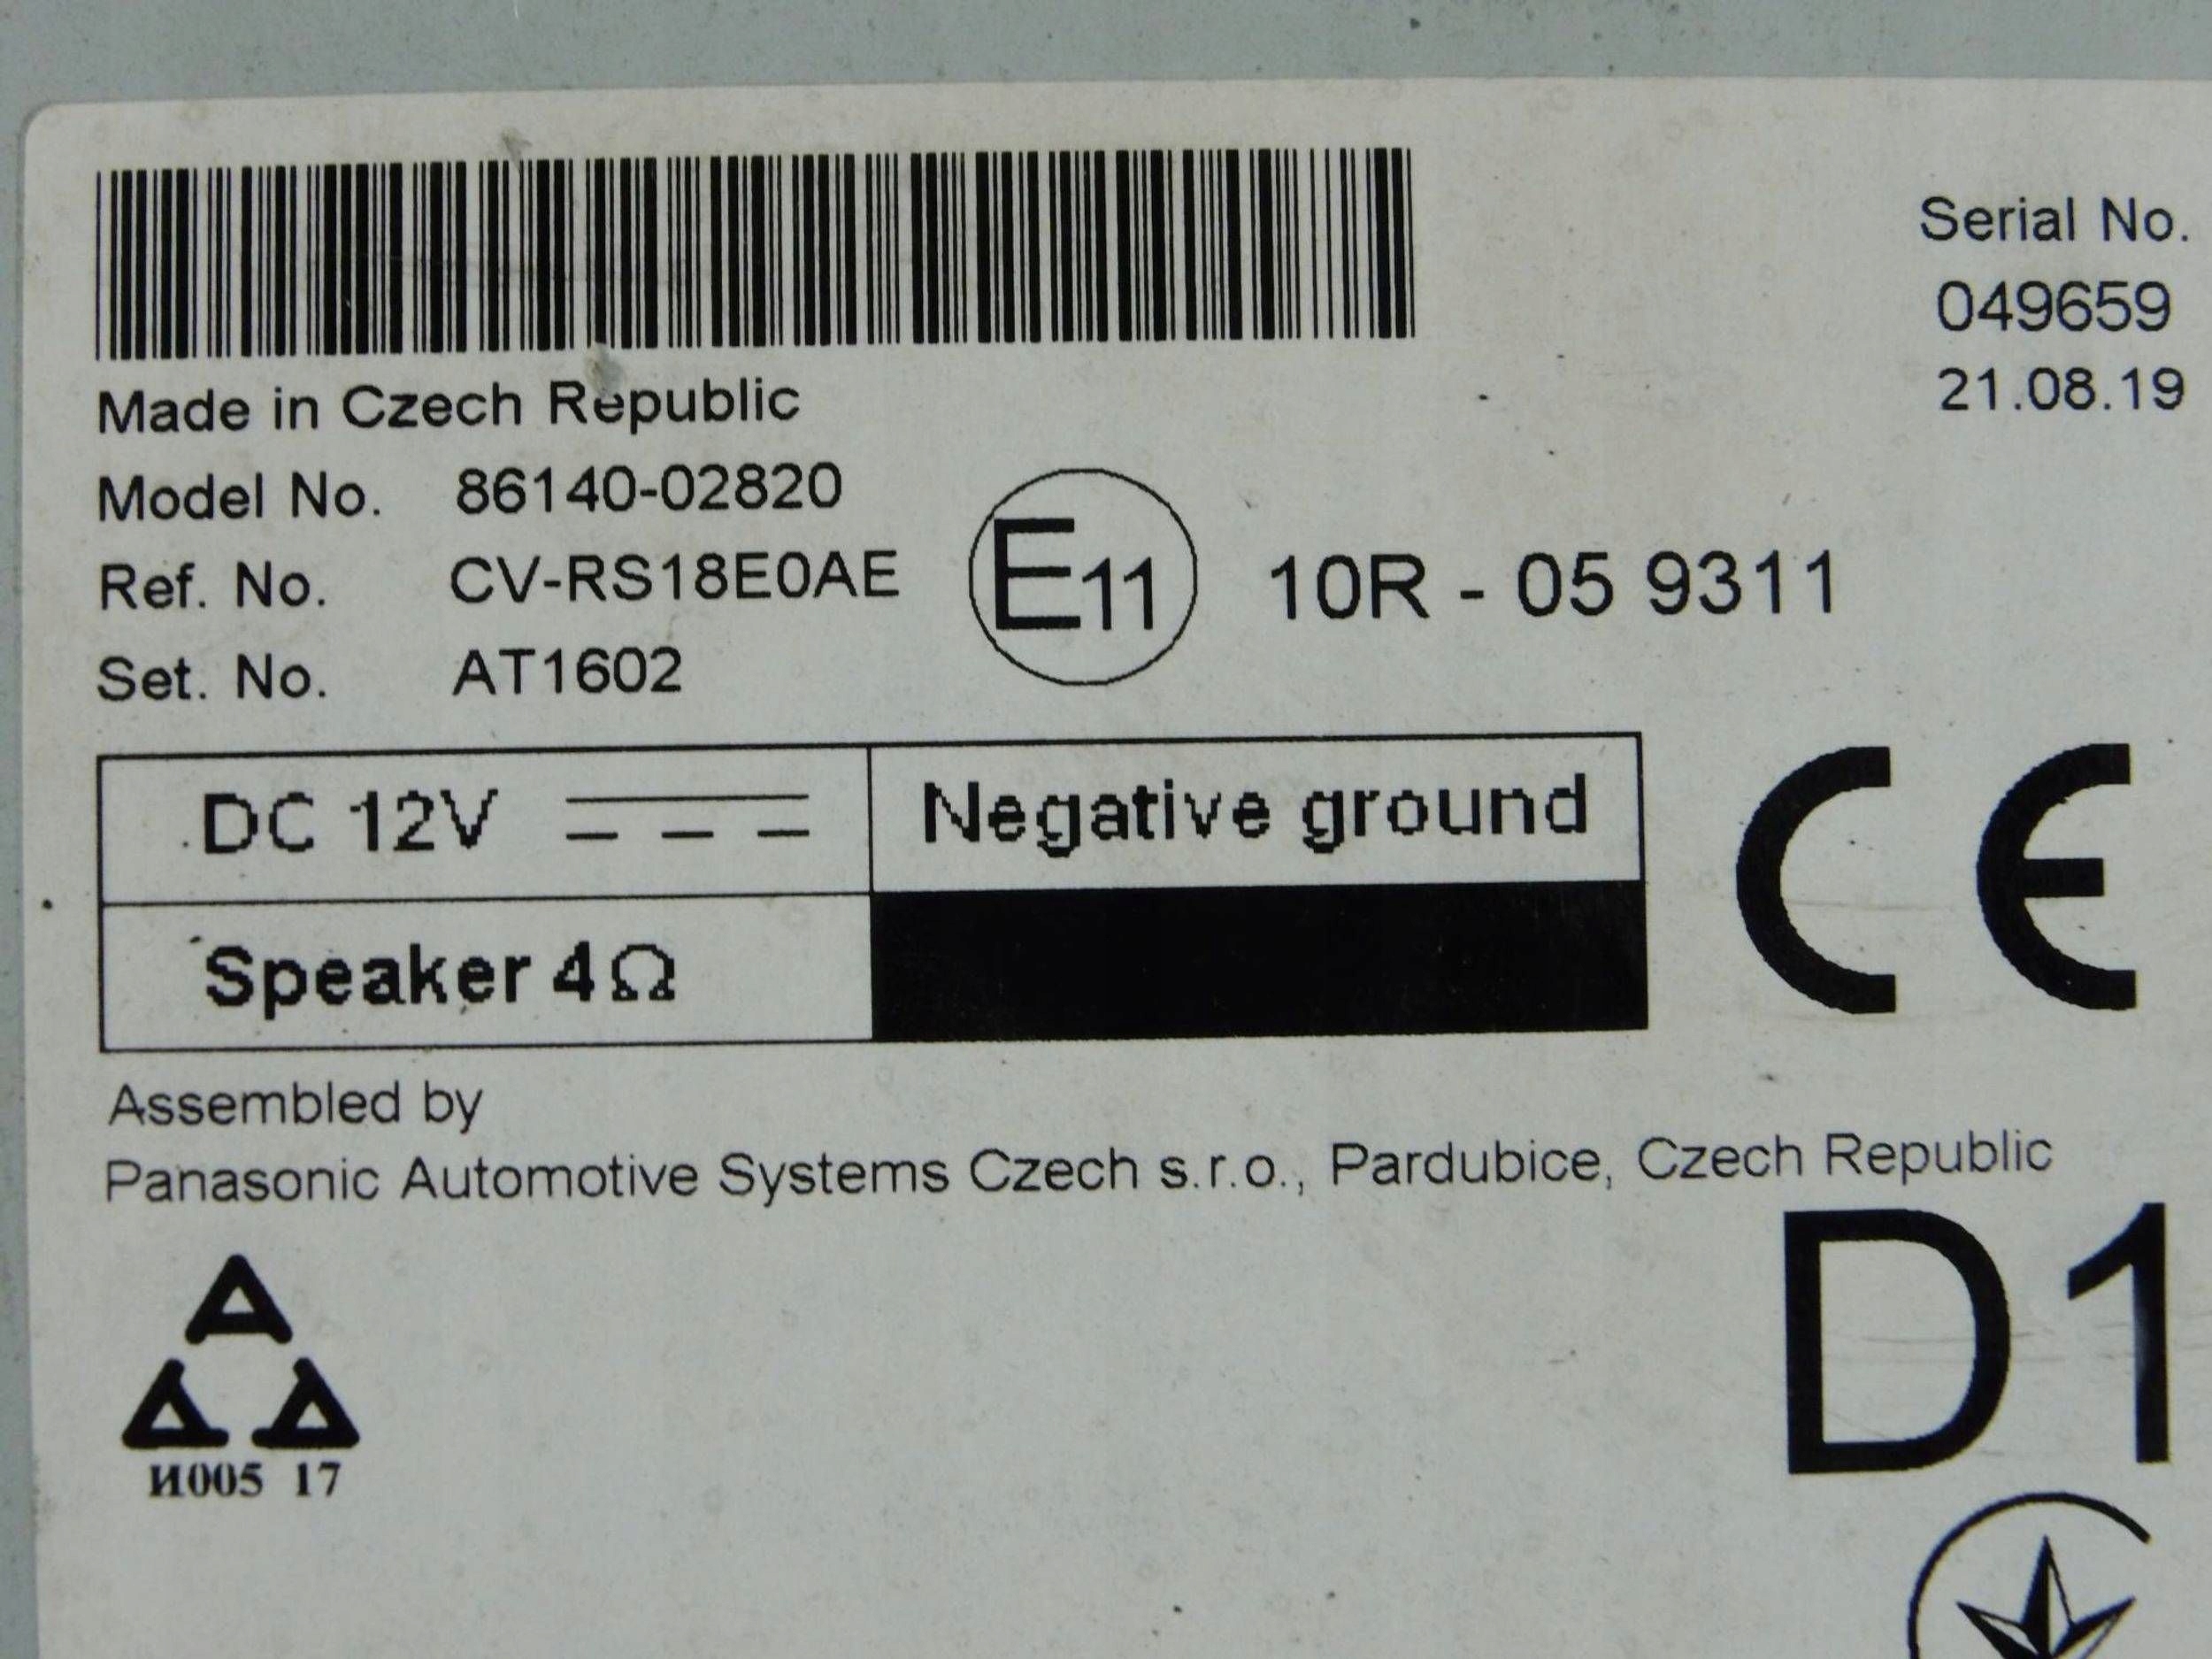 Serial No.
049659
21.08.19
Made in Czech Republic
Model No. 86140-02820
Ref. No. CV-RS18E0AE
Set. No. AT1602
E11 10R - 05 9311
DC 12V
Negative ground
Speaker 4Ω
CE
Assembled by
Panasonic Automotive Systems Czech s.r.o., Pardubice, Czech Republic
D1
И005 17